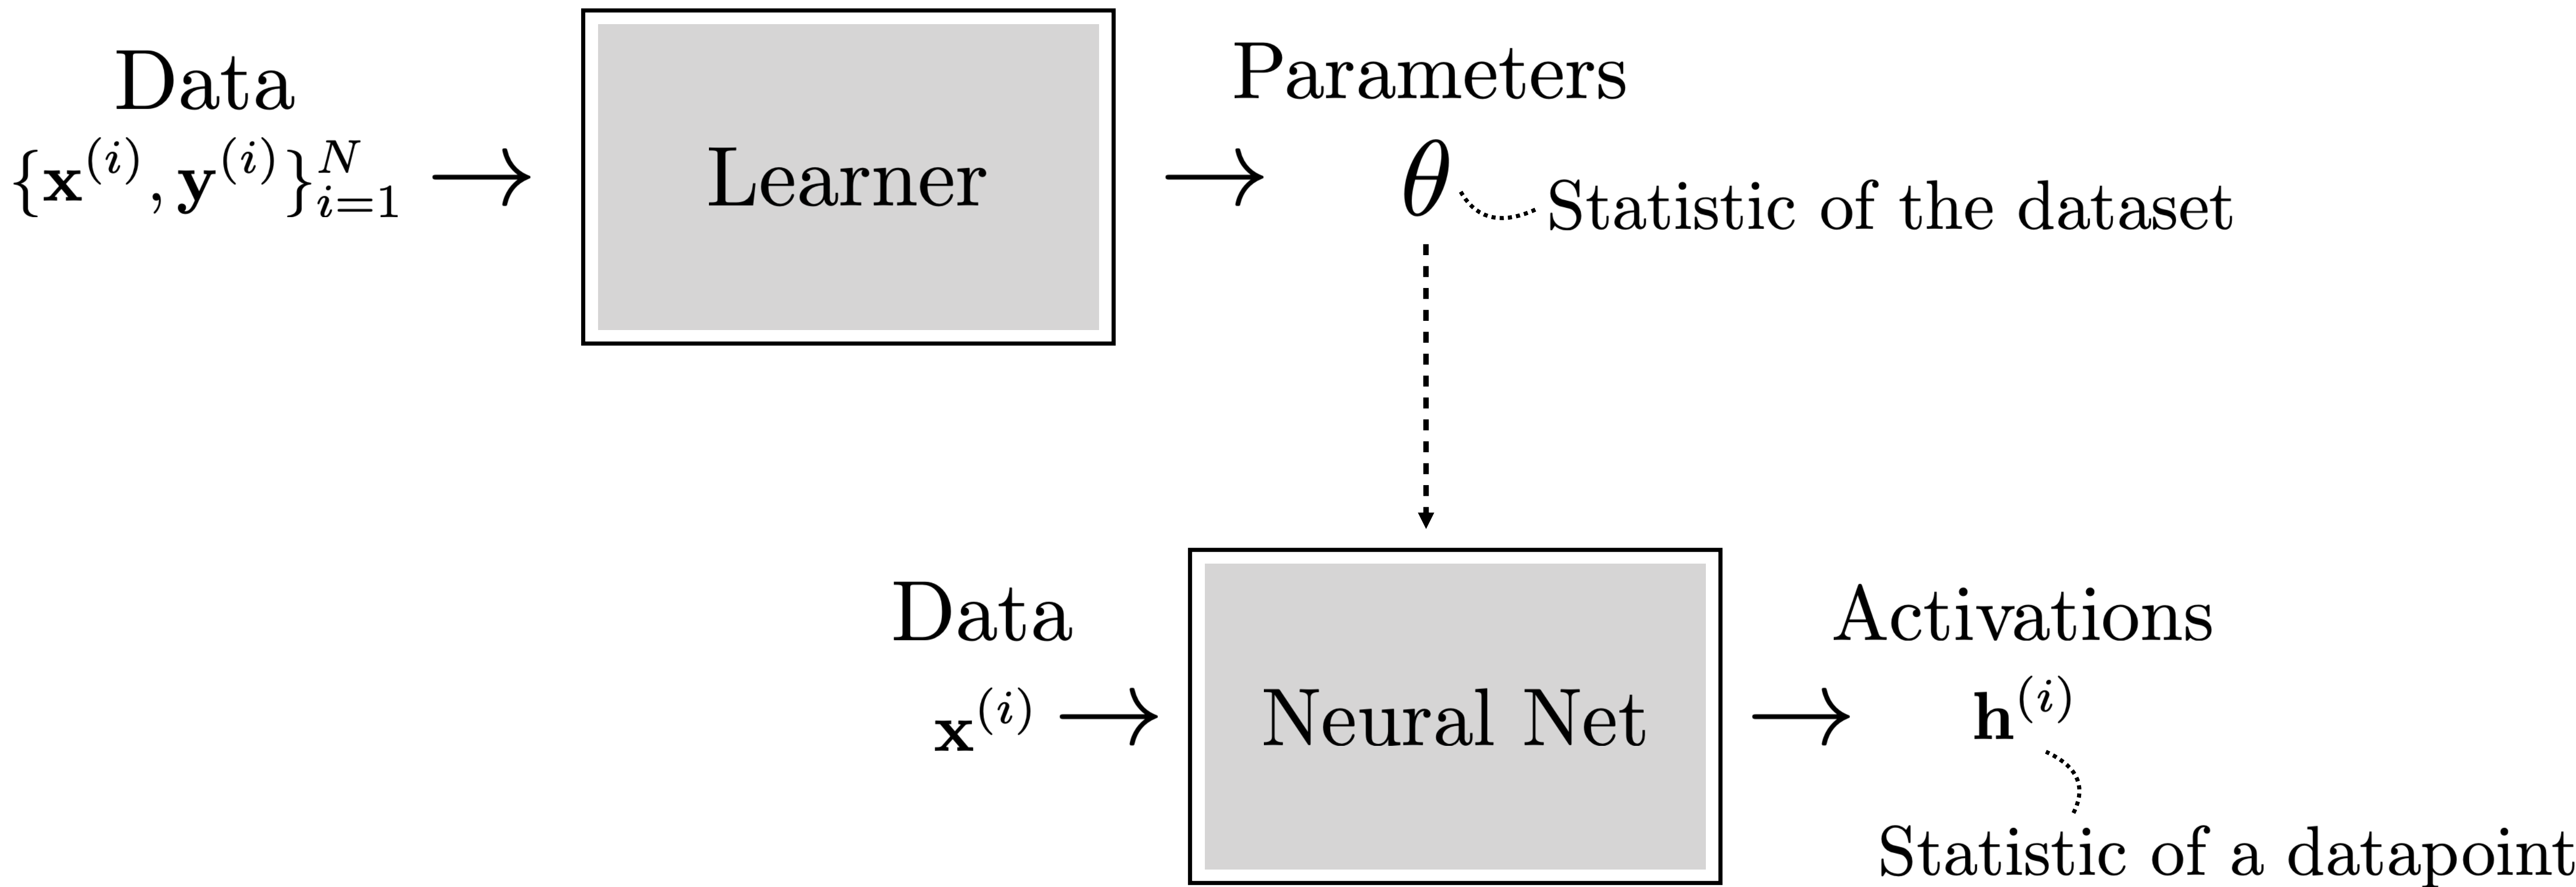 Data
{x^(i), y^(i)}_{i=1}^N
Learner
Parameters
θ
Statistic of the dataset
Data
x^(i)
Neural Net
Activations
h^(i)
Statistic of a datapoint